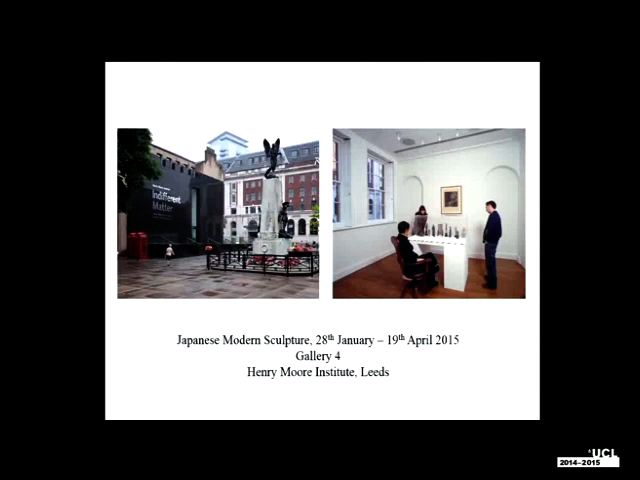 Indifferent
Matter
Japanese Modern Sculpture, 28th January – 19th April 2015
Gallery 4
Henry Moore Institute, Leeds
UCL
2014–2015